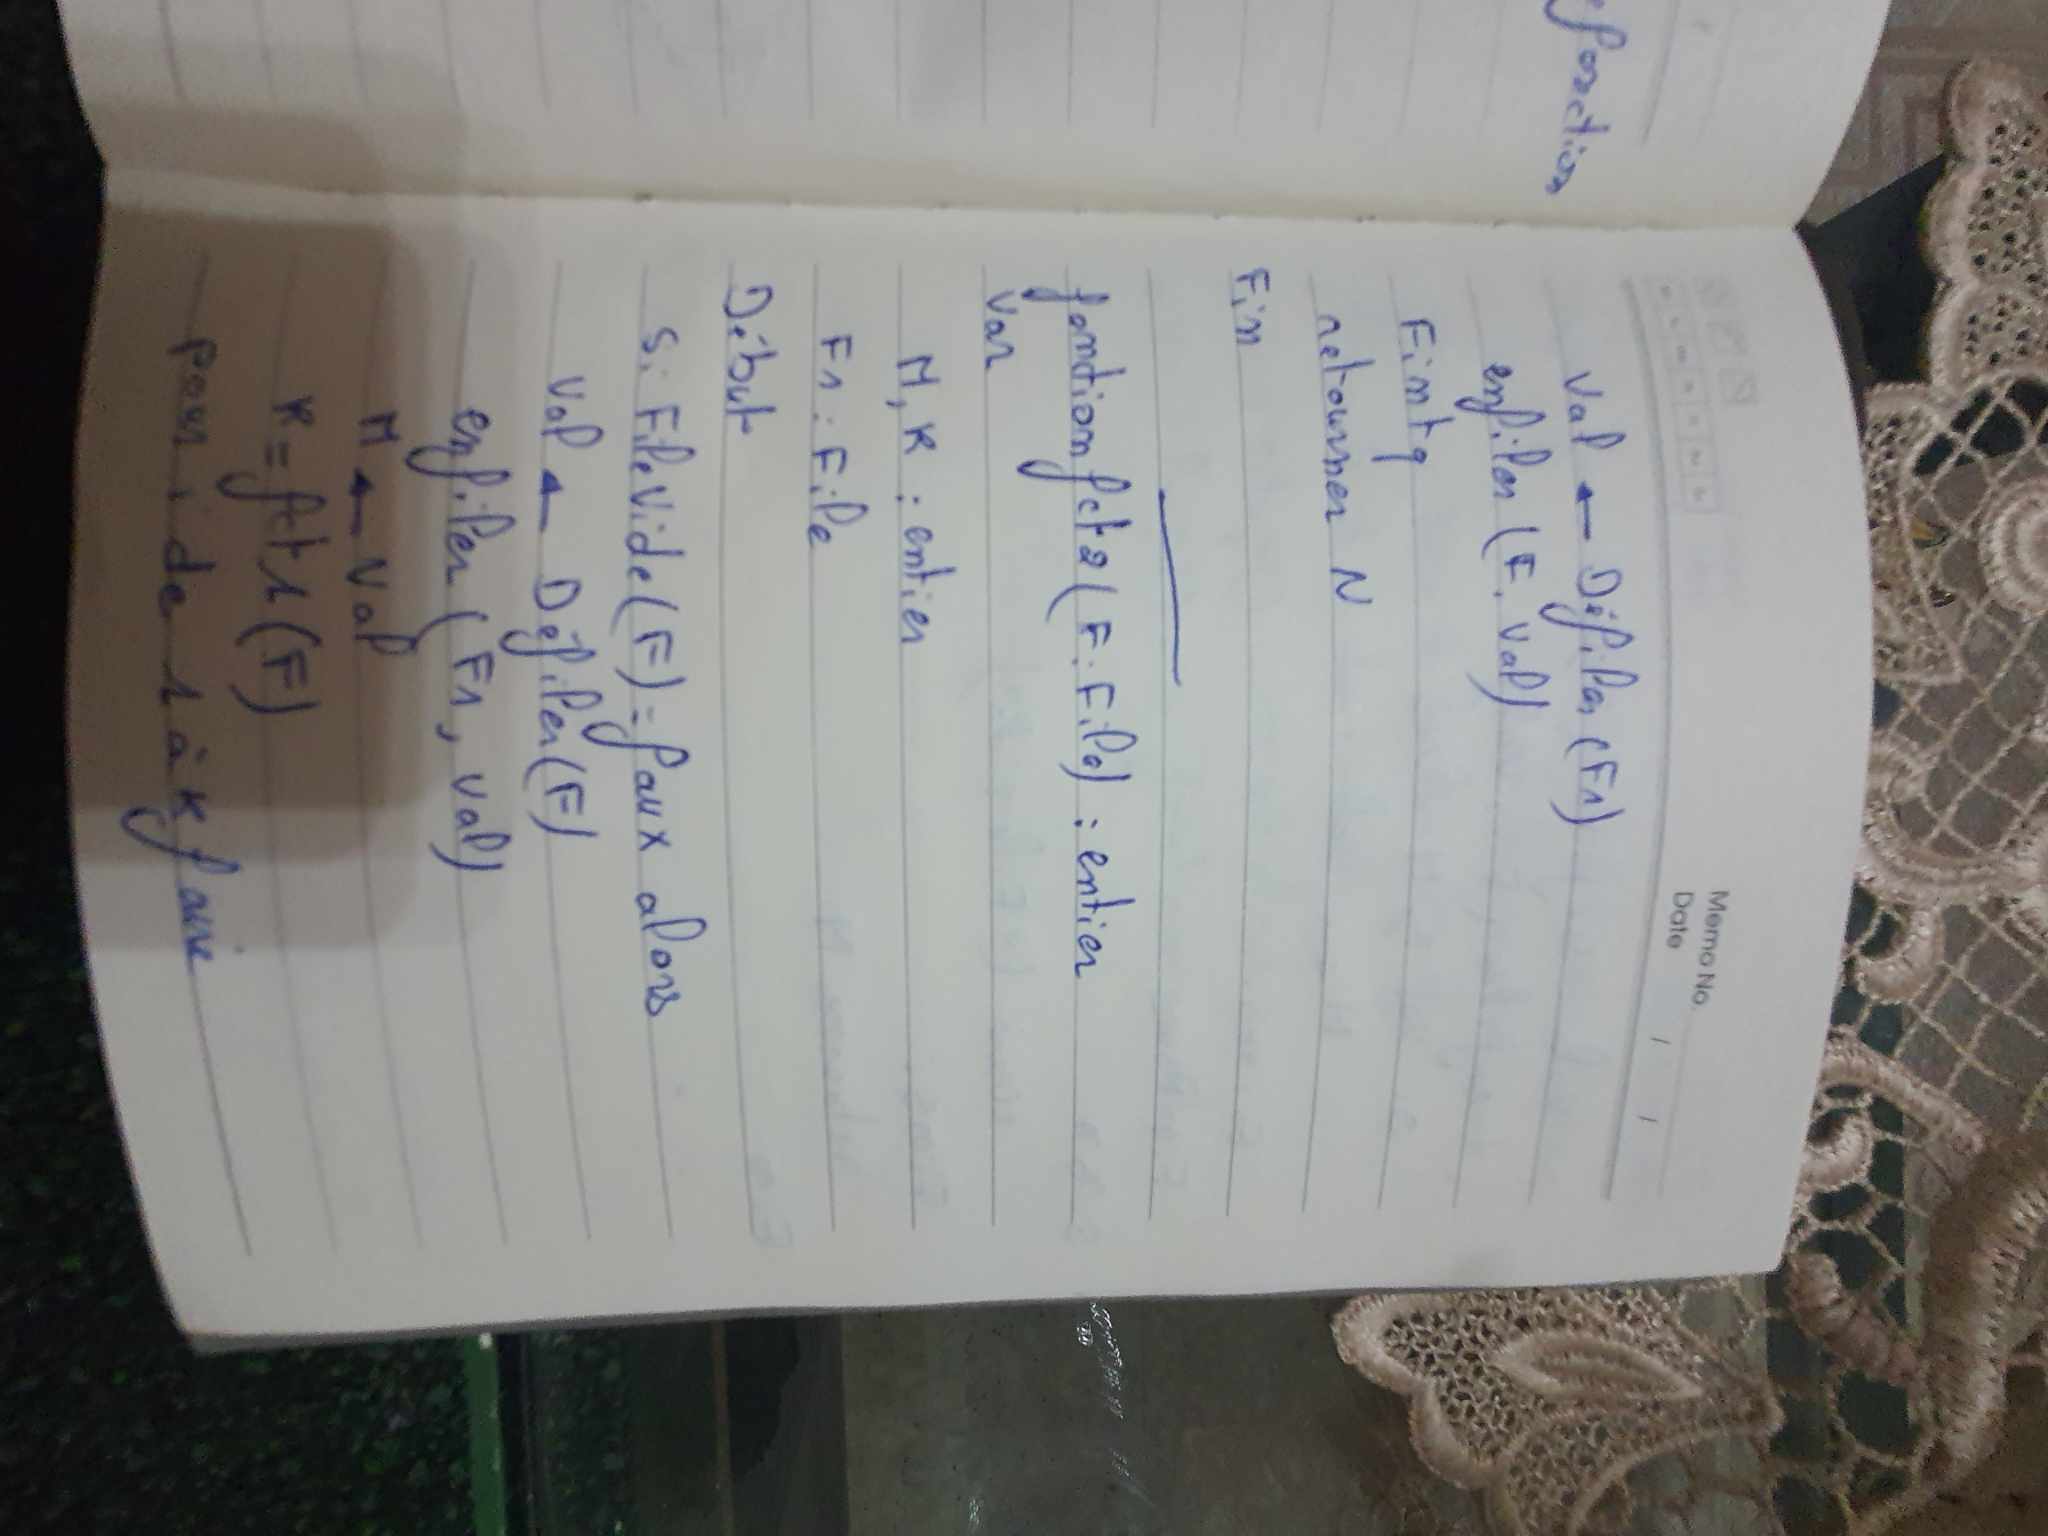 fonction
Memo No.
Date / /
Val ← Défiler (F1)
enfiler (F, Val)
Fintq
retourner N
Fin
fonction fct2 (F : File) : entier
Var
M, K : entier
F1 : File
Début
Si FileVide (F) = faux alors
Val ← Défiler (F)
enfiler (F1, val)
M ← Val
K = fct1 (F)
pour i de 1 à K faire